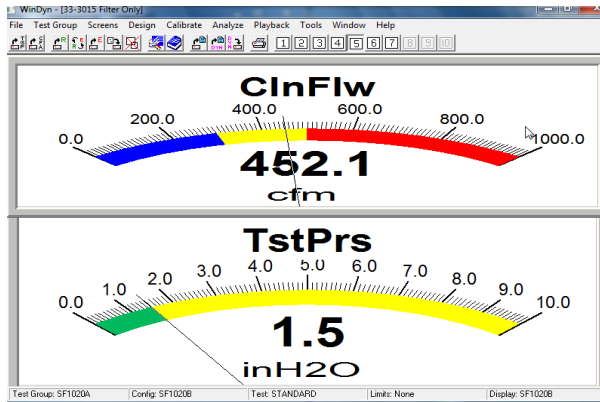 WinDyn - [33-3015 Filter Only]
File Test Group Screens Design Calibrate Analyze Playback Tools Window Help
1 2 3 4 5 6 7 8 9 10
ClnFlw
0.0 200.0 400.0 600.0 800.0 1000.0
452.1
cfm
TstPrs
0.0 1.0 2.0 3.0 4.0 5.0 6.0 7.0 8.0 9.0 10.0
1.5
inH2O
Test Group: SF1020A Config: SF1020B Test: STANDARD Limits: None Display: SF1020B